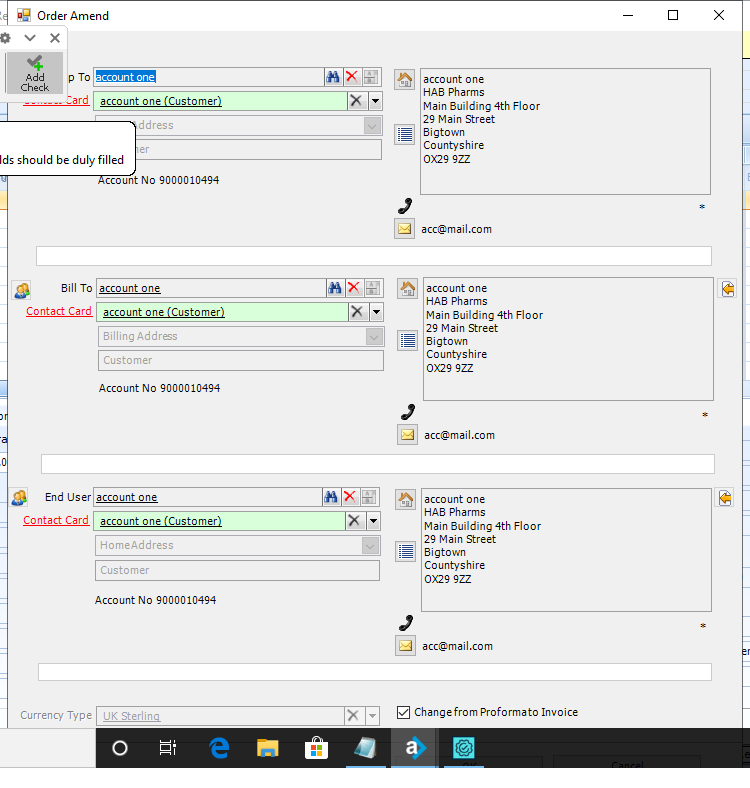 Order Amend
Add
Check
p To
account one
Contact Card
account one (Customer)
Address
lds should be duly filled
mer
Account No 9000010494
account one
HAB Pharms
Main Building 4th Floor
29 Main Street
Bigtown
Countyshire
OX29 9ZZ
*
acc@mail.com
Bill To
account one
Contact Card
account one (Customer)
Billing Address
Customer
Account No 9000010494
account one
HAB Pharms
Main Building 4th Floor
29 Main Street
Bigtown
Countyshire
OX29 9ZZ
*
acc@mail.com
End User
account one
Contact Card
account one (Customer)
HomeAddress
Customer
Account No 9000010494
account one
HAB Pharms
Main Building 4th Floor
29 Main Street
Bigtown
Countyshire
OX29 9ZZ
*
acc@mail.com
Currency Type
UK Sterling
Change from Proformato Invoice
Cancel